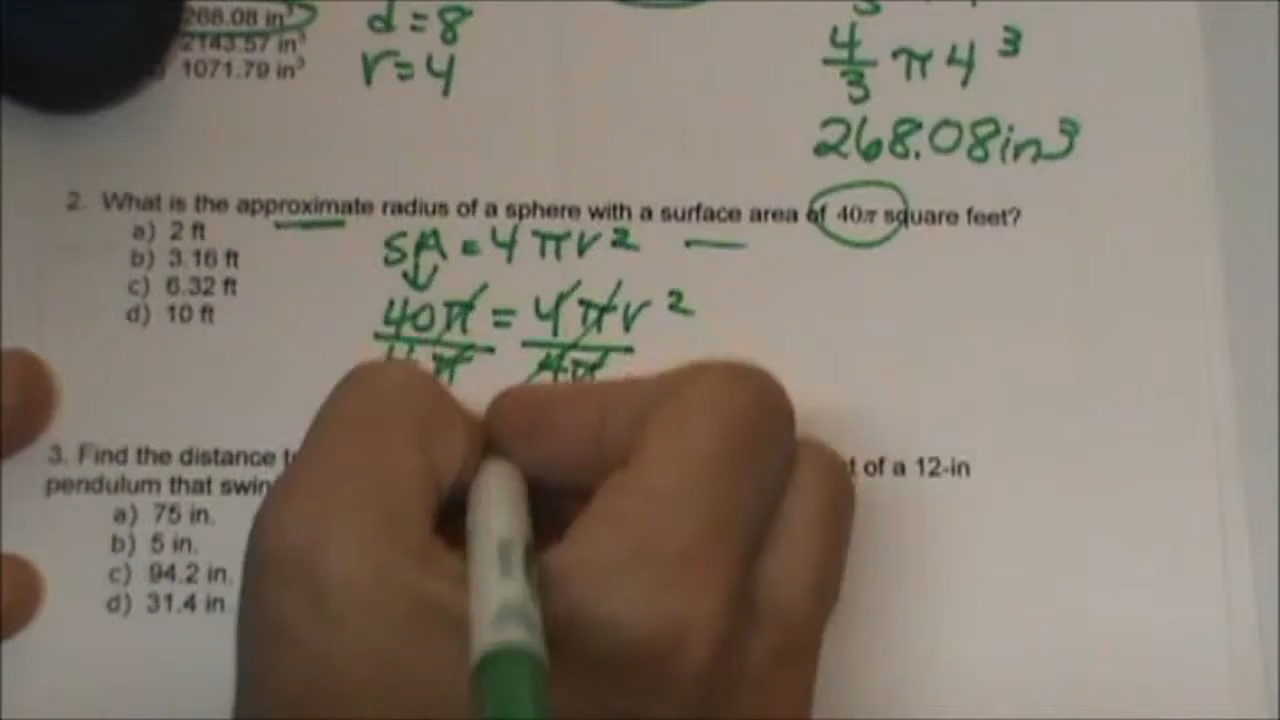 268.08 in³
2143.57 in³
1071.79 in³
d = 8
r = 4
4/3 π 4³
268.08in3
2. What is the approximate radius of a sphere with a surface area of 40π square feet?
a) 2 ft
b) 3.16 ft
c) 6.32 ft
d) 10 ft
SA = 4πr²
40π = 4πr²
4π 4π
3. Find the distance t of a 12-in
pendulum that swin
a) 75 in.
b) 5 in.
c) 94.2 in.
d) 31.4 in